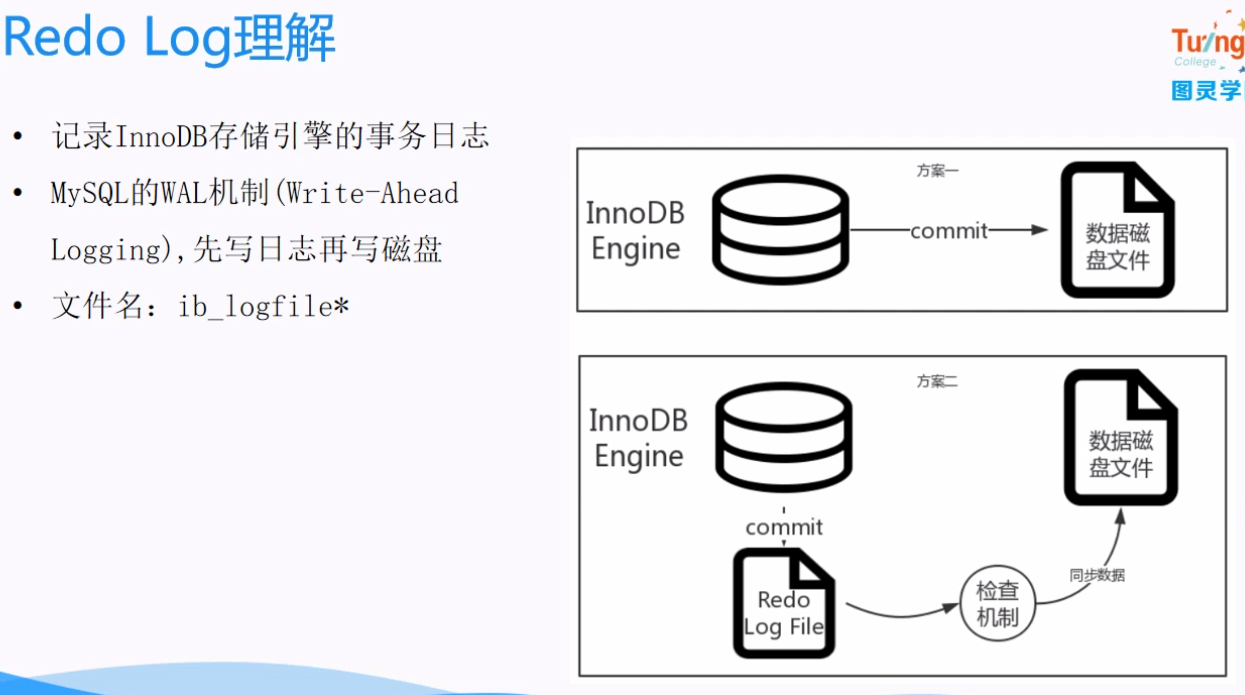 Redo Log理解
Turing
College
图灵学
• 记录InnoDB存储引擎的事务日志
• MySQL的WAL机制(Write-Ahead
Logging),先写日志再写磁盘
• 文件名：ib_logfile*
方案一
InnoDB
Engine
commit
数据磁
盘文件
方案二
InnoDB
Engine
数据磁
盘文件
commit
Redo
Log File
检查
机制
同步数据